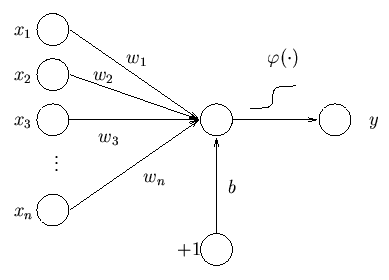 x₁
w₁
φ(·)
x₂
w₂
x₃
y
w₃
⋮
wₙ
b
xₙ
+1